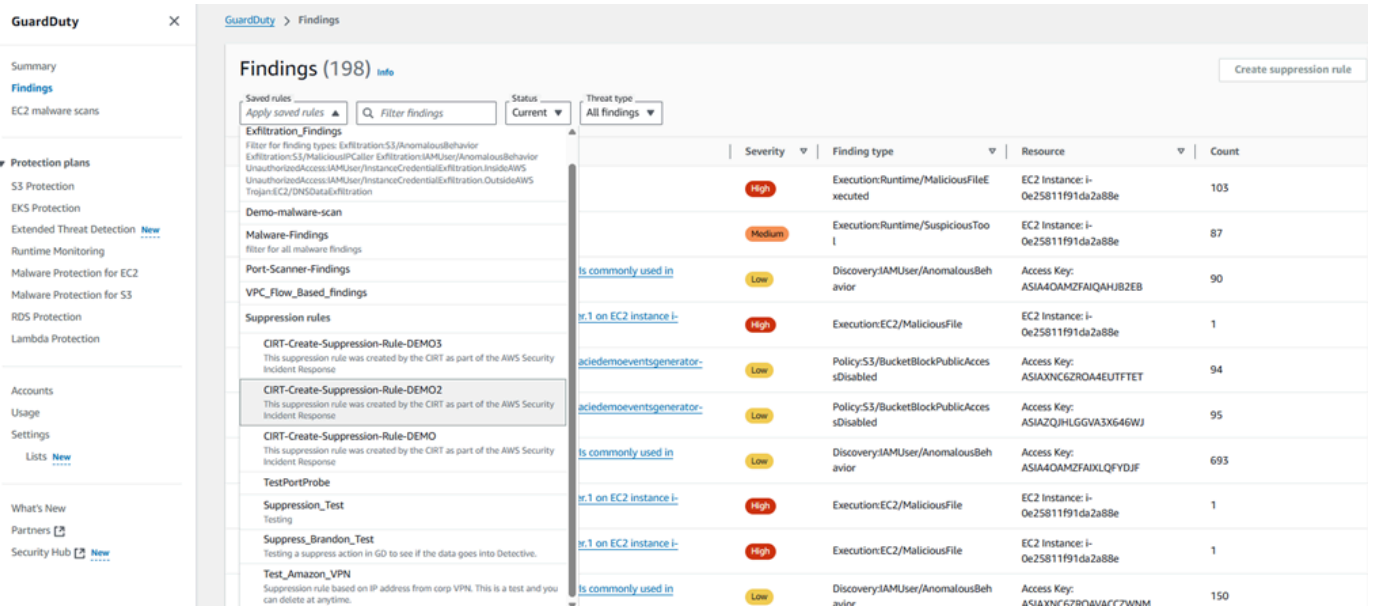 GuardDuty
Summary
Findings
EC2 malware scans
Protection plans
S3 Protection
EKS Protection
Extended Threat Detection New
Runtime Monitoring
Malware Protection for EC2
Malware Protection for S3
RDS Protection
Lambda Protection
Accounts
Usage
Settings
Lists New
What's New
Partners
Security Hub New
GuardDuty > Findings
Findings (198) Info
Create suppression rule
Saved rules
Apply saved rules
Filter findings
Status
Current
Threat type
All findings
Exfiltration_Findings
Filter for finding types: Exfiltration:S3/AnomalousBehavior
Exfiltration:S3/MaliciousIPCaller Exfiltration:IAMUser/AnomalousBehavior
UnauthorizedAccess:IAMUser/InstanceCredentialExfiltration.InsideAWS
UnauthorizedAccess:IAMUser/InstanceCredentialExfiltration.OutsideAWS
Trojan:EC2/DNSDataExfiltration
Demo-malware-scan
Malware-Findings
filter for all malware findings
Port-Scanner-Findings
VPC_Flow_Based_findings
Suppression rules
CIRT-Create-Suppression-Rule-DEMO3
This suppression rule was created by the CIRT as part of the AWS Security
Incident Response
CIRT-Create-Suppression-Rule-DEMO2
This suppression rule was created by the CIRT as part of the AWS Security
Incident Response
CIRT-Create-Suppression-Rule-DEMO
This suppression rule was created by the CIRT as part of the AWS Security
Incident Response
TestPortProbe
Suppression_Test
Testing
Suppress_Brandon_Test
Testing a suppress action in GD to see if the data goes into Detective.
Test_Amazon_VPN
Suppression rule based on IP address from corp VPN. This is a test and you
can delete at anytime.
Severity Finding type Resource Count
High Execution:Runtime/MaliciousFileE
xecuted EC2 Instance: i-
0e25811f91da2a88e 103
Medium Execution:Runtime/SuspiciousToo
l EC2 Instance: i-
0e25811f91da2a88e 87
ls commonly used in
Low Discovery:IAMUser/AnomalousBeh
avior Access Key:
ASIA4OAMZFAIQAHJB2EB 90
er.1 on EC2 instance i-
High Execution:EC2/MaliciousFile EC2 Instance: i-
0e25811f91da2a88e 1
aciedemoeventsgenerator-
Low Policy:S3/BucketBlockPublicAcces
sDisabled Access Key:
ASIAXNC6ZROA4EUTFTET 94
aciedemoeventsgenerator-
Low Policy:S3/BucketBlockPublicAcces
sDisabled Access Key:
ASIAZQJHLGGVA3X646WJ 95
ls commonly used in
Low Discovery:IAMUser/AnomalousBeh
avior Access Key:
ASIA4OAMZFAIXLQFYDJF 693
er.1 on EC2 instance i-
High Execution:EC2/MaliciousFile EC2 Instance: i-
0e25811f91da2a88e 1
er.1 on EC2 instance i-
High Execution:EC2/MaliciousFile EC2 Instance: i-
0e25811f91da2a88e 1
ls commonly used in
Low Discovery:IAMUser/AnomalousBeh
avior Access Key:
ASIAXNC6ZROAVACCZWNM 150